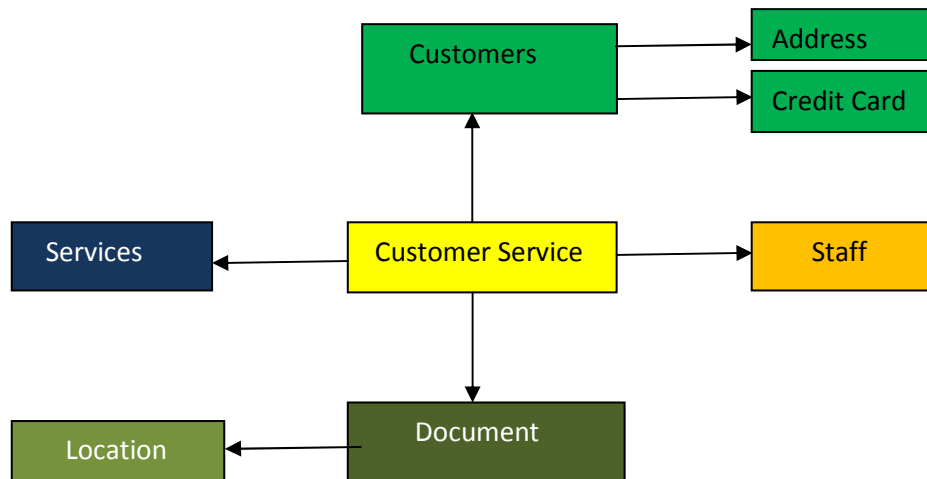 Customers
Address
Credit Card
Services
Customer Service
Staff
Location
Document